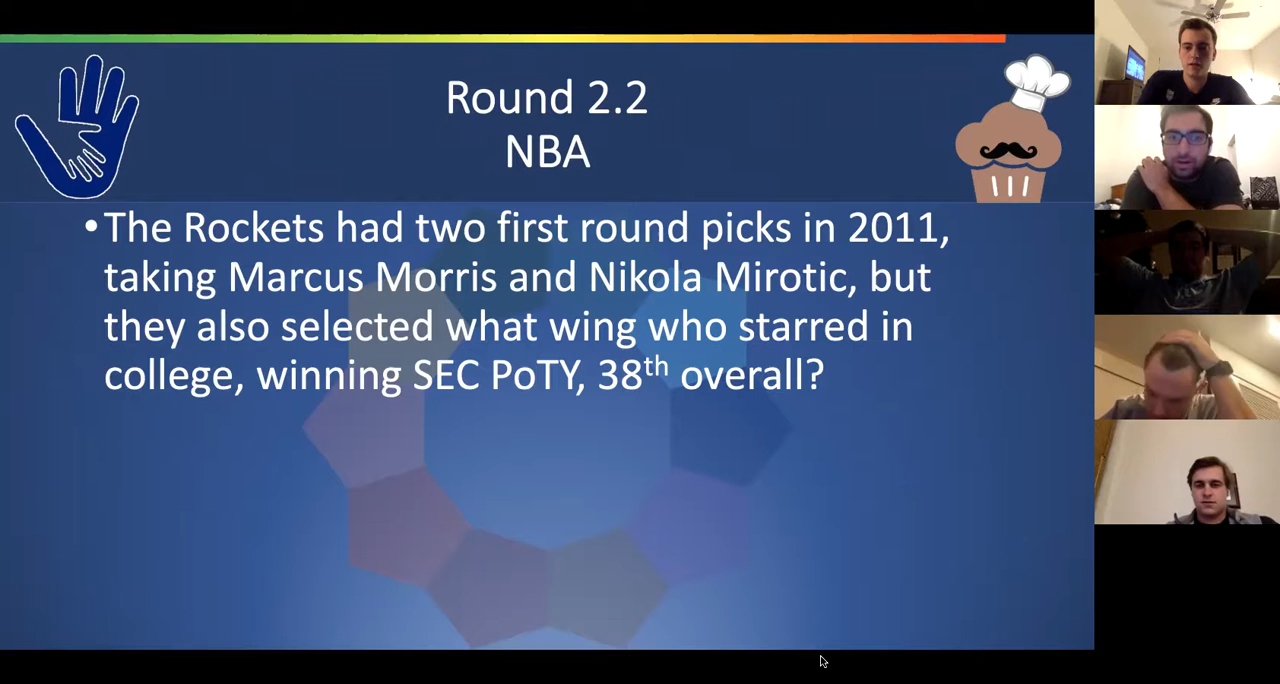 Round 2.2
NBA
•The Rockets had two first round picks in 2011,
taking Marcus Morris and Nikola Mirotic, but
they also selected what wing who starred in
college, winning SEC PoTY, 38th overall?